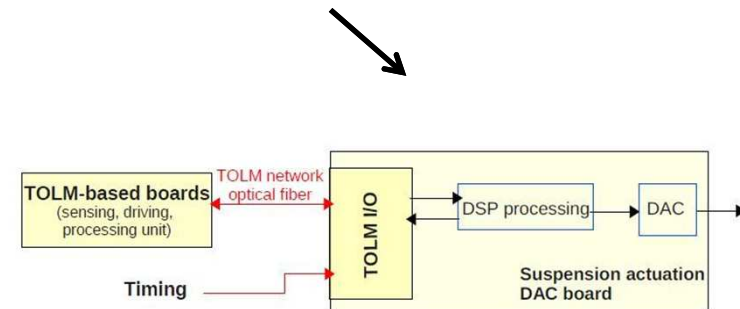 TOLM network
optical fiber
TOLM-based boards
(sensing, driving,
processing unit)
TOLM I/O
DSP processing
DAC
Timing
Suspension actuation
DAC board